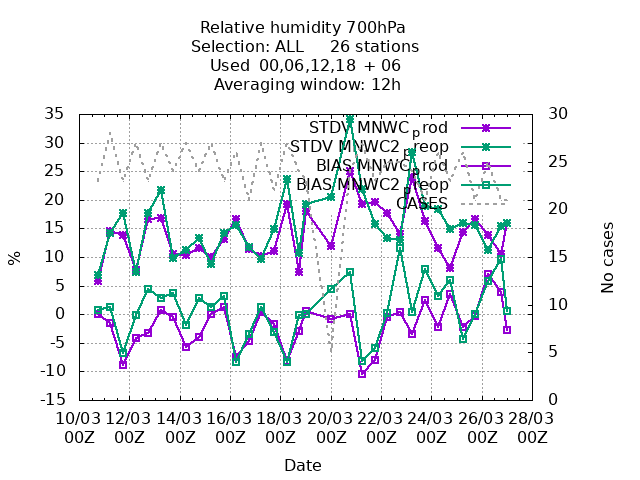 Relative humidity 700hPa
Selection: ALL 26 stations
Used 00,06,12,18 + 06
Averaging window: 12h
STDV MNWC_prod
STDV MNWC2_preop
BIAS MNWC_prod
BIAS MNWC2_preop
CASES
35
30
25
20
15
10
5
0
-5
-10
-15
%
30
25
20
15
10
5
0
No cases
10/03 12/03 14/03 16/03 18/03 20/03 22/03 24/03 26/03 28/03
00Z 00Z 00Z 00Z 00Z 00Z 00Z 00Z 00Z 00Z
Date